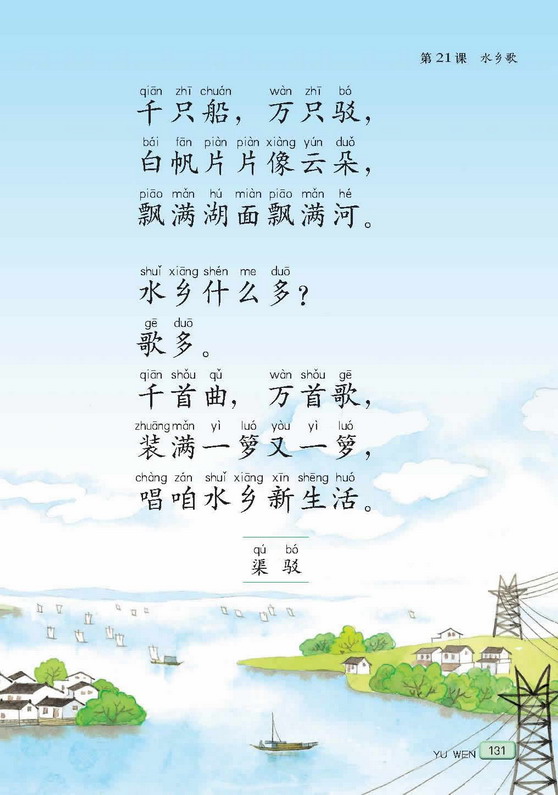 第21课 水乡歌
qiān zhī chuán wàn zhī bó
千只船，万只驳，
bái fān piàn piàn xiàng yún duǒ
白帆片片像云朵，
piāo mǎn hú miàn piāo mǎn hé
飘满湖面飘满河。
shuǐ xiāng shén me duō
水乡什么多？
gē duō
歌多。
qiān shǒu qǔ wàn shǒu gē
千首曲，万首歌，
zhuāng mǎn yì luó yòu yì luó
装满一箩又一箩，
chàng zán shuǐ xiāng xīn shēng huó
唱咱水乡新生活。
qú bó
渠 驳
YU WEN 131